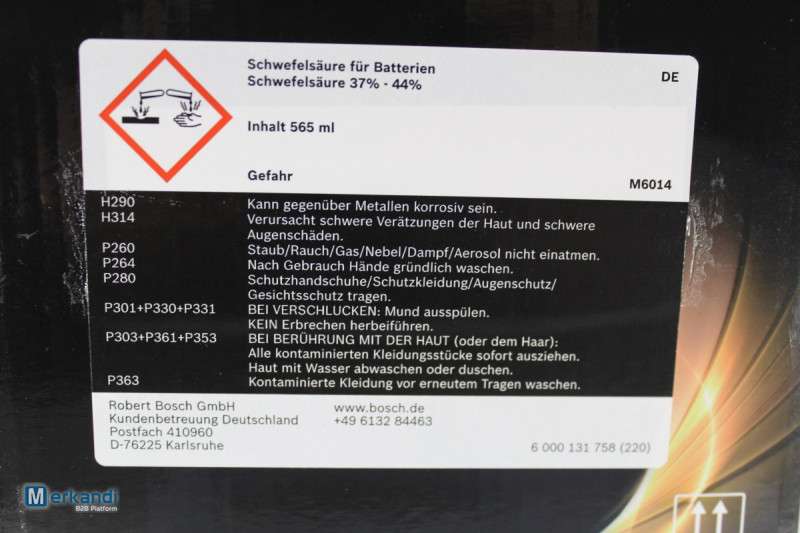 Schwefelsäure für Batterien
Schwefelsäure 37% - 44%
DE
Inhalt 565 ml
Gefahr
M6014
H290 Kann gegenüber Metallen korrosiv sein.
H314 Verursacht schwere Verätzungen der Haut und schwere
Augenschäden.
P260 Staub/Rauch/Gas/Nebel/Dampf/Aerosol nicht einatmen.
P264 Nach Gebrauch Hände gründlich waschen.
P280 Schutzhandschuhe/Schutzkleidung/Augenschutz/
Gesichtsschutz tragen.
P301+P330+P331 BEI VERSCHLUCKEN: Mund ausspülen.
KEIN Erbrechen herbeiführen.
P303+P361+P353 BEI BERÜHRUNG MIT DER HAUT (oder dem Haar):
Alle kontaminierten Kleidungsstücke sofort ausziehen.
Haut mit Wasser abwaschen oder duschen.
P363 Kontaminierte Kleidung vor erneutem Tragen waschen.
Robert Bosch GmbH
Kundenbetreuung Deutschland
Postfach 410960
D-76225 Karlsruhe
www.bosch.de
+49 6132 84463
6 000 131 758 (220)
Merkandi
B2B Platform